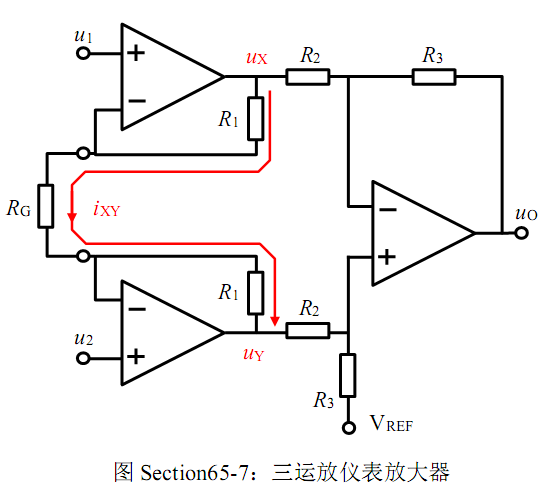 u1
uX
R2
R3
+
−
R1
RG
iXY
−
+
uO
R1
R2
−
+
u2
uY
R3
VREF
图 Section65-7：三运放仪表放大器